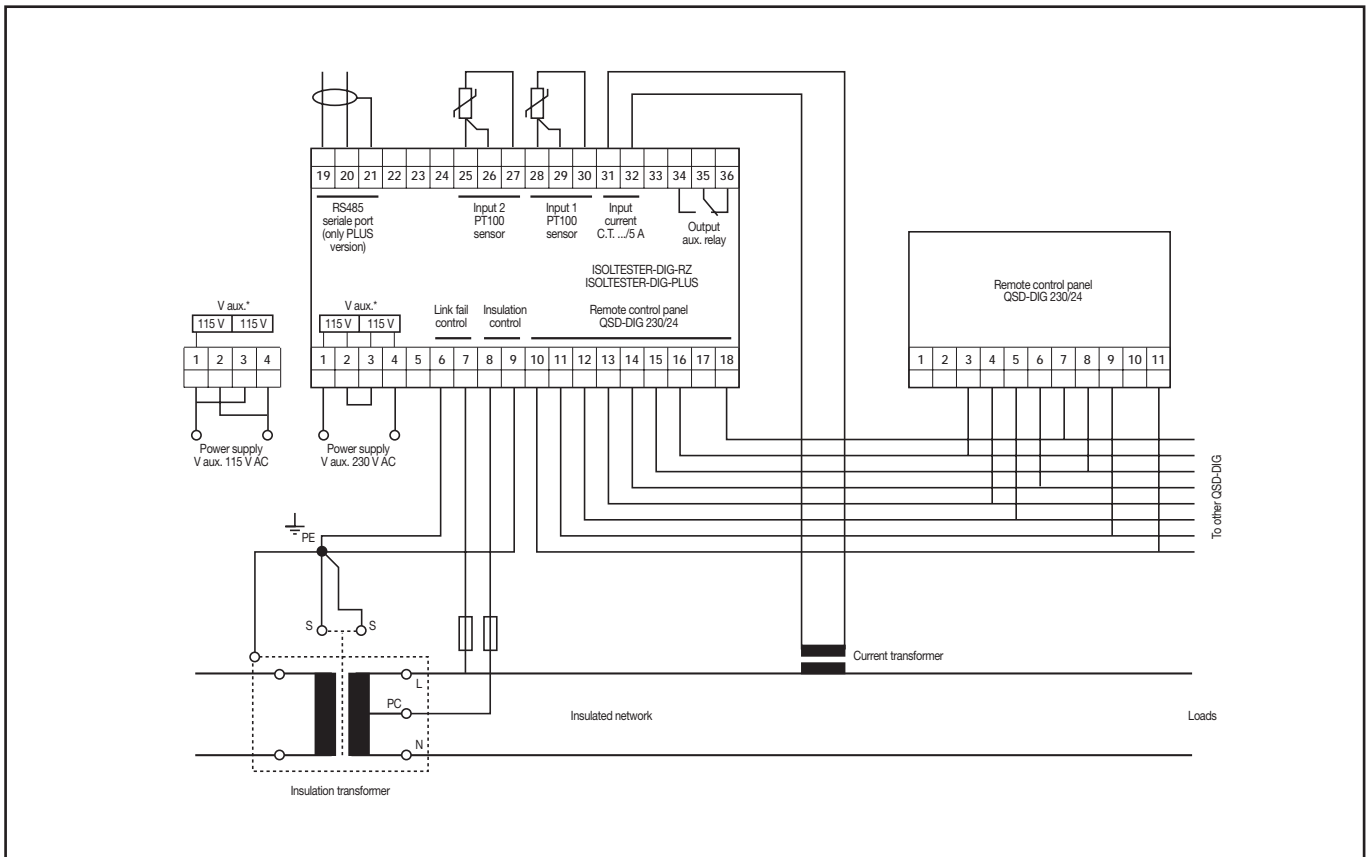 19 20 21 22 23 24 25 26 27 28 29 30 31 32 33 34 35 36
RS485
seriale port
(only PLUS
version)
Input 2
PT100
sensor
Input 1
PT100
sensor
Input
current
C.T. .../5 A
Output
aux. relay
ISOLTESTER-DIG-RZ
ISOLTESTER-DIG-PLUS
Remote control panel
QSD-DIG 230/24
V aux.*
115 V 115 V
1 2 3 4
Power supply
V aux. 115 V AC
V aux.*
115 V 115 V
Link fail
control
Insulation
control
Remote control panel
QSD-DIG 230/24
1 2 3 4 5 6 7 8 9 10 11 12 13 14 15 16 17 18
Power supply
V aux. 230 V AC
1 2 3 4 5 6 7 8 9 10 11
To other QSD-DIG
PE
S S
Current transformer
L
PC
Insulated network
Loads
N
Insulation transformer